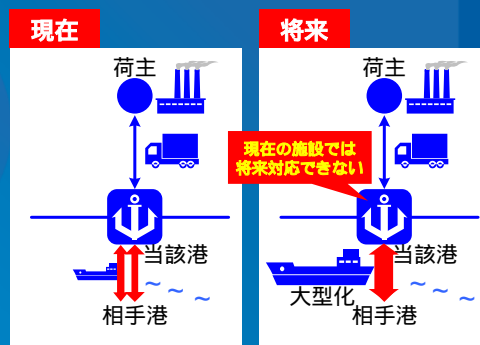 現在
荷主
当該港
相手港
将来
荷主
現在の施設では
将来対応できない
当該港
大型化
相手港